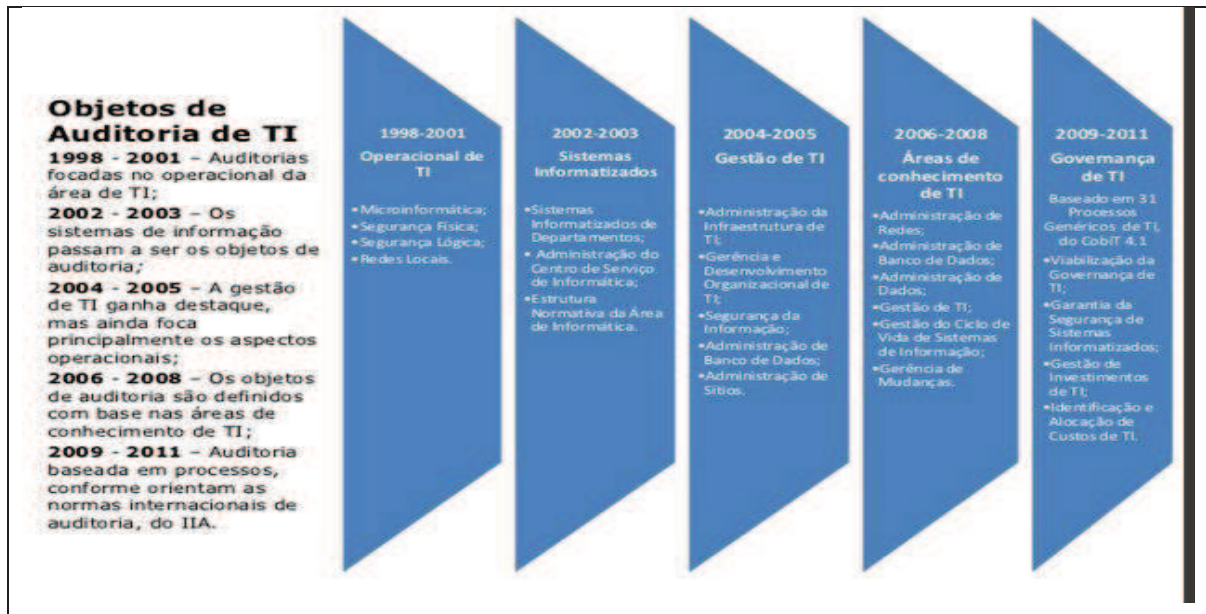 Objetos de
Auditoria de TI
1998 - 2001 – Auditorias
focadas no operacional da
área de TI;
2002 - 2003 – Os
sistemas de informação
passam a ser os objetos de
auditoria;
2004 - 2005 – A gestão
de TI ganha destaque,
mas ainda foca
principalmente os aspectos
operacionais;
2006 - 2008 – Os objetos
de auditoria são definidos
com base nas áreas de
conhecimento de TI;
2009 - 2011 – Auditoria
baseada em processos,
conforme orientam as
normas internacionais de
auditoria, do IIA.
1998-2001
Operacional de
TI
•Microinformática;
•Segurança Física;
•Segurança Lógica;
•Redes Locais.
2002-2003
Sistemas
Informatizados
•Sistemas
Informatizados de
Departamentos;
• Administração do
Centro de Serviço
de Informática;
•Estrutura
Normativa da Área
de Informática.
2004-2005
Gestão de TI
•Administração da
Infraestrutura de
TI;
•Gerência e
Desenvolvimento
Organizacional de
TI;
•Segurança da
Informação;
•Administração de
Banco de Dados;
•Administração de
Sítios.
2006-2008
Áreas de
conhecimento
de TI
•Administração de
Redes;
•Administração de
Banco de Dados;
•Administração de
Dados;
•Gestão de TI;
•Gestão do Ciclo de
Vida de Sistemas
de Informação;
•Gerência de
Mudanças.
2009-2011
Governança
de TI
Baseado em 31
Processos
Genéricos de TI,
do CobiT 4.1
•Viabilização da
Governança de
TI;
•Garantia da
Segurança de
Sistemas
Informatizados;
•Gestão de
Investimentos
de TI;
•Identificação e
Alocação de
Custos de TI.